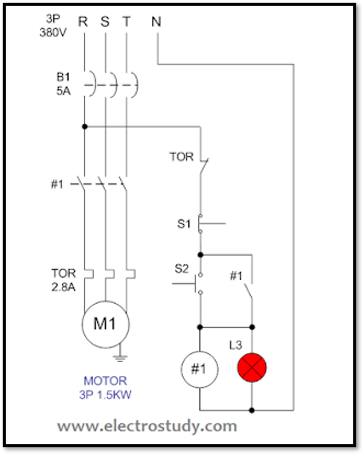 3P R S T N
380V
B1
5A
TOR
#1
S1
TOR
2.8A
S2
#1
M1
L3
#1
MOTOR
3P 1.5KW
www.electrostudy.com